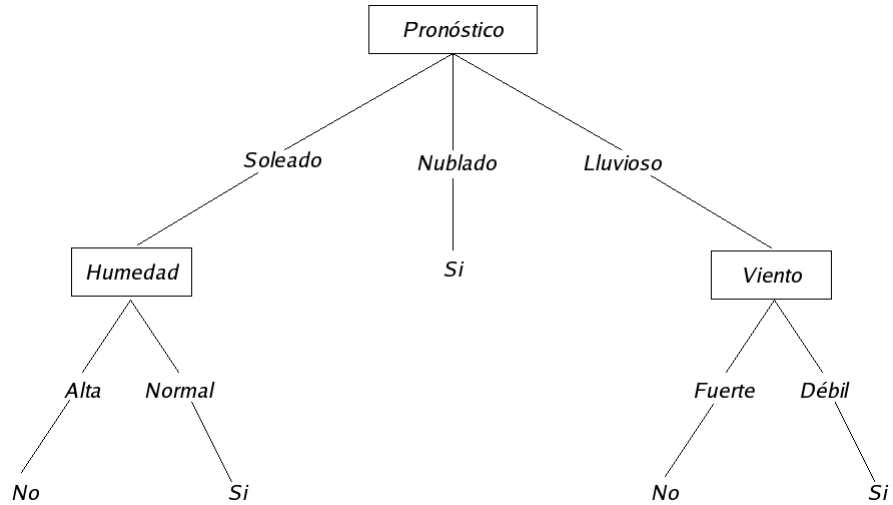 Pronóstico
Soleado
Nublado
Lluvioso
Humedad
Si
Viento
Alta
Normal
Fuerte
Débil
No
Si
No
Si